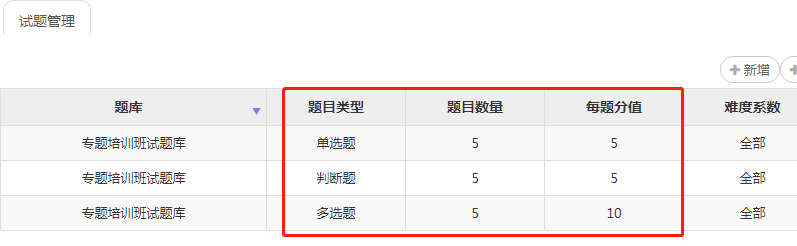 试题管理
新增
题库 题目类型 题目数量 每题分值 难度系数
专题培训班试题库 单选题 5 5 全部
专题培训班试题库 判断题 5 5 全部
专题培训班试题库 多选题 5 10 全部